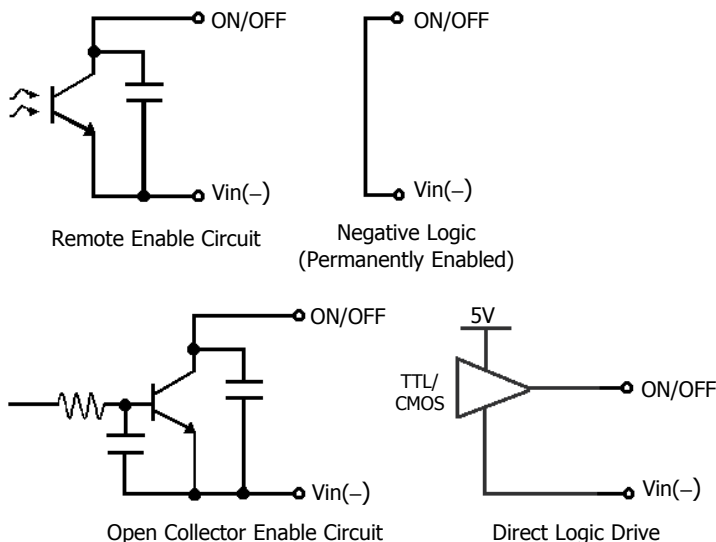 ON/OFF
Vin(–)
Remote Enable Circuit
ON/OFF
Vin(–)
Negative Logic
(Permanently Enabled)
ON/OFF
Vin(–)
Open Collector Enable Circuit
5V
TTL/
CMOS
ON/OFF
Vin(–)
Direct Logic Drive